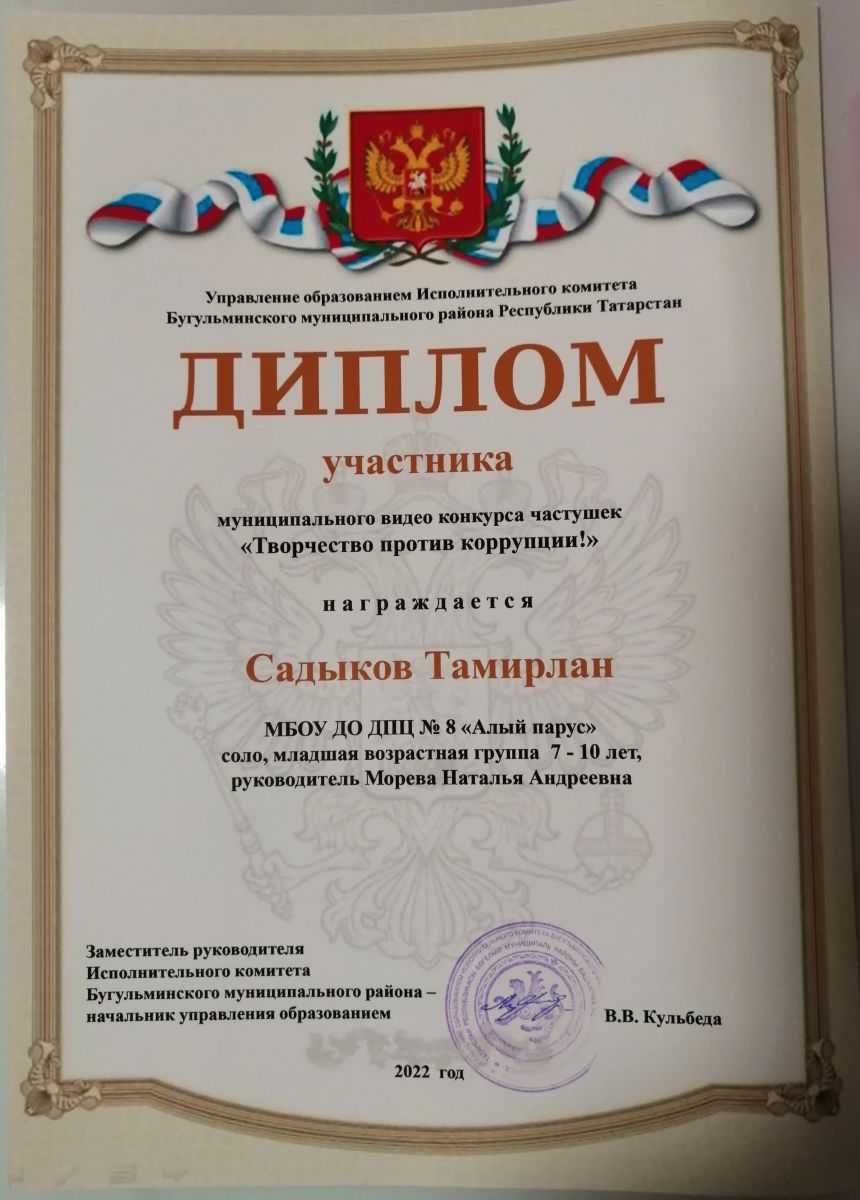 Управление образованием Исполнительного комитета
Бугульминского муниципального района Республики Татарстан
ДИПЛОМ
участника
муниципального видео конкурса частушек
«Творчество против коррупции!»
награждается
Садыков Тамирлан
МБОУ ДО ДПЦ № 8 «Алый парус»
соло, младшая возрастная группа 7 - 10 лет,
руководитель Морева Наталья Андреевна
Заместитель руководителя
Исполнительного комитета
Бугульминского муниципального района –
начальник управления образованием
В.В. Кульбеда
2022 год